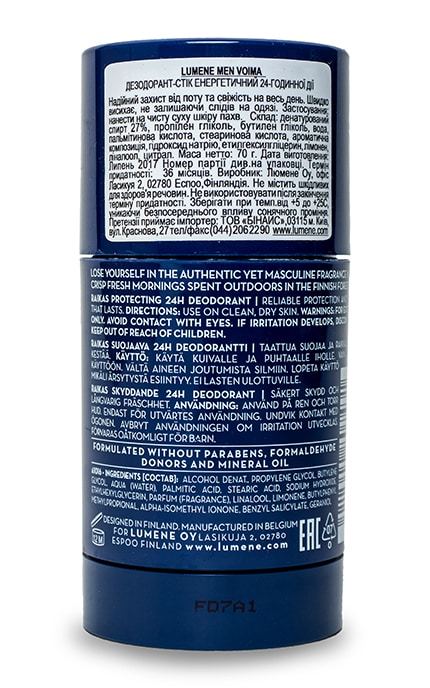 LUMENE MEN VOIMA
ДЕЗОДОРАНТ-СТІК ЕНЕРГЕТИЧНИЙ 24-ГОДИННОЇ ДІЇ
Надійний захист від поту та свіжість на весь день. Швидко
висихає, не залишаючи слідів на одязі. Застосування:
нанести на чисту суху шкіру пахв. Склад: денатурований
спирт 27%, пропілен гліколь, бутилен гліколь, вода,
пальмітинова кислота, стеаринова кислота, ароматична
композиція, гідроксид натрію, етилгексилгліцерин, лімонен,
ліналоол, цитрал. Маса нетто: 70 г. Дата виготовлення:
Липень 2017 Номер партії див.на упаковці. Термін
придатності: 36 місяців. Виробник: Люмене Оу, офіс
Ласикуя 2, 02780 Еспоо,Фінляндія. Не містить шкідливих
для здоров'я речовин. Не використовувати після закінчення
терміну придатності. Зберігати при темп.від +5 до +25С,
уникаючи безпосереднього впливу сонячного проміння.
Претензії приймає імпортер: ТОВ «БІНАЙС»,03115 м. Київ,
вул.Краснова,27 тел/факс(044)2062290 www.lumene.com
LOSE YOURSELF IN THE AUTHENTIC YET MASCULINE FRAGRANCE
CRISP FRESH MORNINGS SPENT OUTDOORS IN THE FINNISH
RAIKAS PROTECTING 24H DEODORANT | RELIABLE PROTECTION AND
THAT LASTS. DIRECTIONS: USE ON CLEAN, DRY SKIN. WARNINGS: FOR
ONLY. AVOID CONTACT WITH EYES. IF IRRITATION DEVELOPS,
KEEP OUT OF REACH OF CHILDREN.
RAIKAS SUOJAAVA 24H DEODORANTTI | TAATTUA SUOJAA JA
KESTÄÄ. KÄYTTÖ: KÄYTÄ KUIVALLE JA PUHTAALLE IHOLLE.
KÄYTTÖÖN. VÄLTÄ AINEEN JOUTUMISTA SILMIIN. LOPETA KÄYTTÖ
MIKÄLI ÄRSYTYSTÄ ESIINTYY. EI LASTEN ULOTTUVILLE.
RAIKAS SKYDDANDE 24H DEODORANT | SÄKERT SKYDD OCH
LÅNGVARIG FRÄSCHHET. ANVÄNDNING: ANVÄND PÅ REN OCH TORR
HUD. ENDAST FÖR UTVÄRTES ANVÄNDNING. UNDVIK KONTAKT MED
ÖGONEN. AVBRYT ANVÄNDNINGEN OM IRRITATION UTVECKLAS
FÖRVARAS OÅTKOMLIGT FÖR BARN.
FORMULATED WITHOUT PARABENS, FORMALDEHYDE
DONORS AND MINERAL OIL
INGREDIENTS [СОСТАВ]: ALCOHOL DENAT, PROPYLENE GLYCOL, BUTYLENE
GLYCOL, AQUA (WATER), PALMITIC ACID, STEARIC ACID, SODIUM HYDROXIDE,
ETHYLHEXYLGLYCERIN, PARFUM (FRAGRANCE), LINALOOL, LIMONENE, BUTYLPHENYL
METHYLPROPIONAL, ALPHA-ISOMETHYL IONONE, BENZYL SALICYLATE, GERANIOL
12 M
DESIGNED IN FINLAND. MANUFACTURED IN BELGIUM
FOR LUMENE OY LASIKUJA 2, 02780
ESPOO FINLAND www.lumene.com
EAC
FD7A1